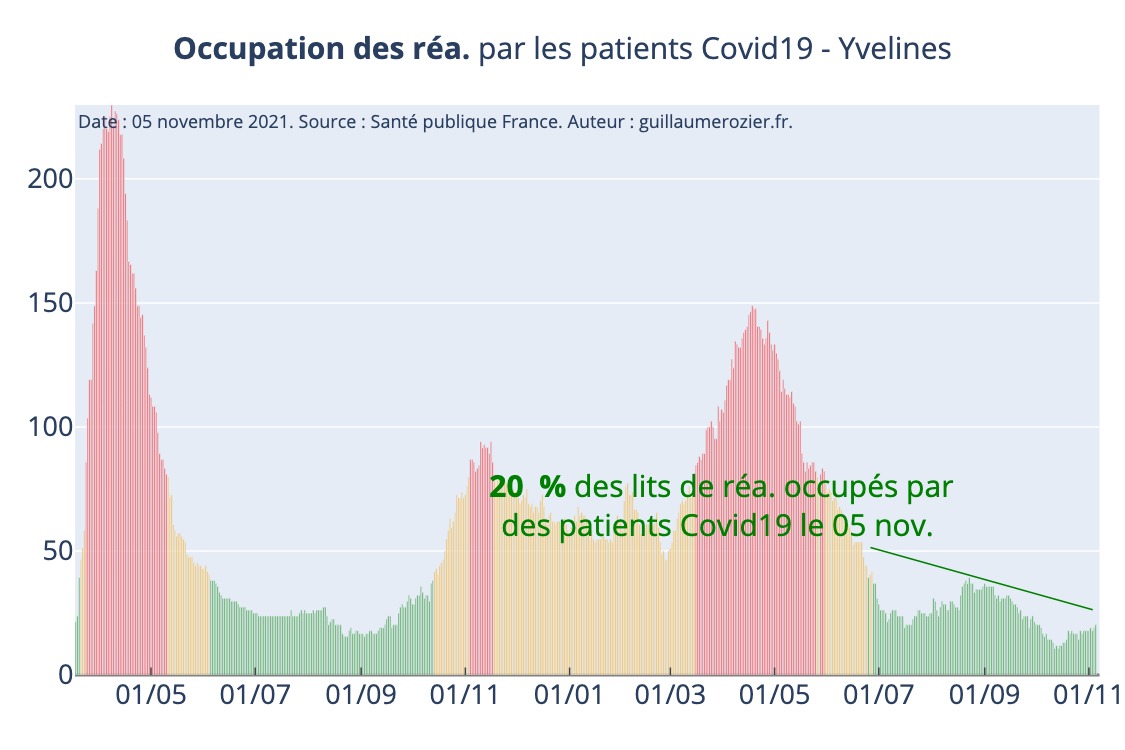 Occupation des réa. par les patients Covid19 - Yvelines
Date : 05 novembre 2021. Source : Santé publique France. Auteur : guillaumerozier.fr.
200
150
100
20 % des lits de réa. occupés par
des patients Covid19 le 05 nov.
50
0
01/05 01/07 01/09 01/11 01/01 01/03 01/05 01/07 01/09 01/11